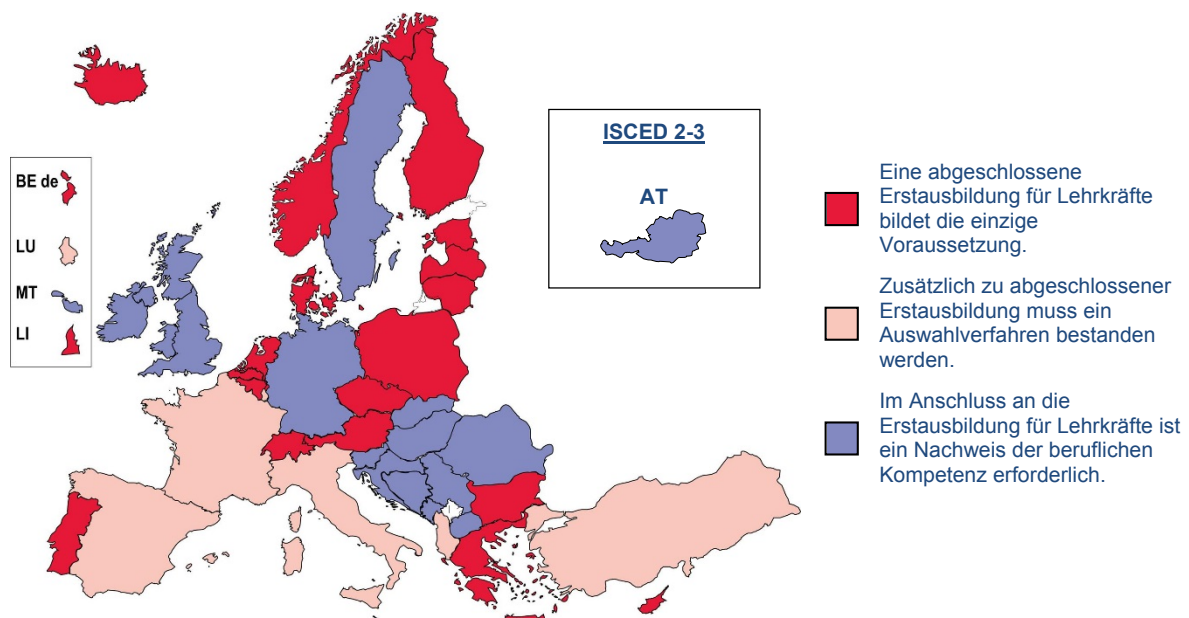 BE de
LU
MT
LI
ISCED 2-3
AT
Eine abgeschlossene
Erstausbildung für Lehrkräfte
bildet die einzige
Voraussetzung.
Zusätzlich zu abgeschlossener
Erstausbildung muss ein
Auswahlverfahren bestanden
werden.
Im Anschluss an die
Erstausbildung für Lehrkräfte ist
ein Nachweis der beruflichen
Kompetenz erforderlich.